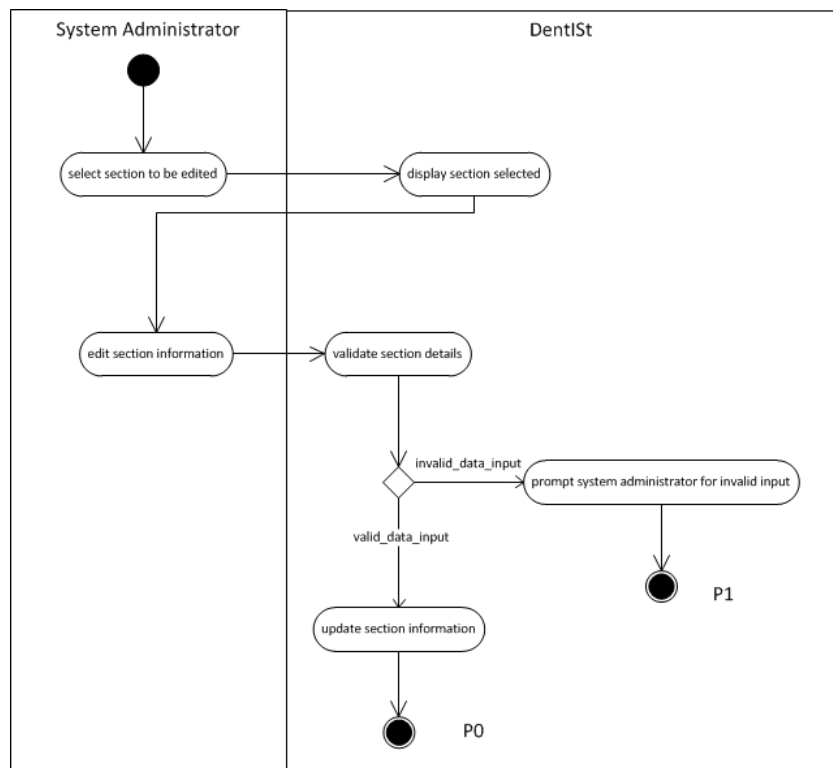 System Administrator
DentISt
select section to be edited
display section selected
edit section information
validate section details
invalid_data_input
prompt system administrator for invalid input
valid_data_input
P1
update section information
P0